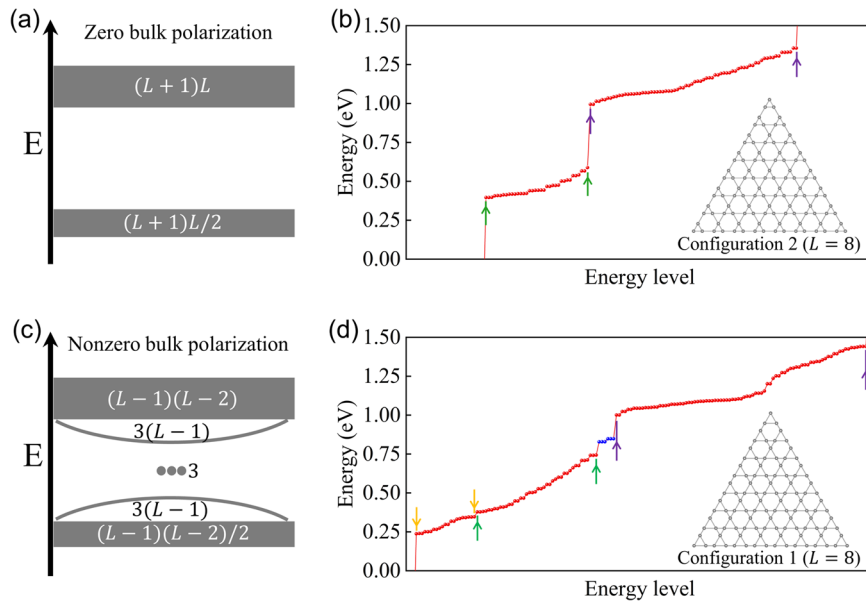 (a)
Zero bulk polarization
(L + 1)L
E
(L + 1)L/2
(b)
1.50
1.25
1.00
0.75
0.50
0.25
0.00
Energy (eV)
Configuration 2 (L = 8)
Energy level
(c)
Nonzero bulk polarization
(L − 1)(L − 2)
3(L − 1)
E
3
3(L − 1)
(L − 1)(L − 2)/2
(d)
1.50
1.25
1.00
0.75
0.50
0.25
0.00
Energy (eV)
Configuration 1 (L = 8)
Energy level